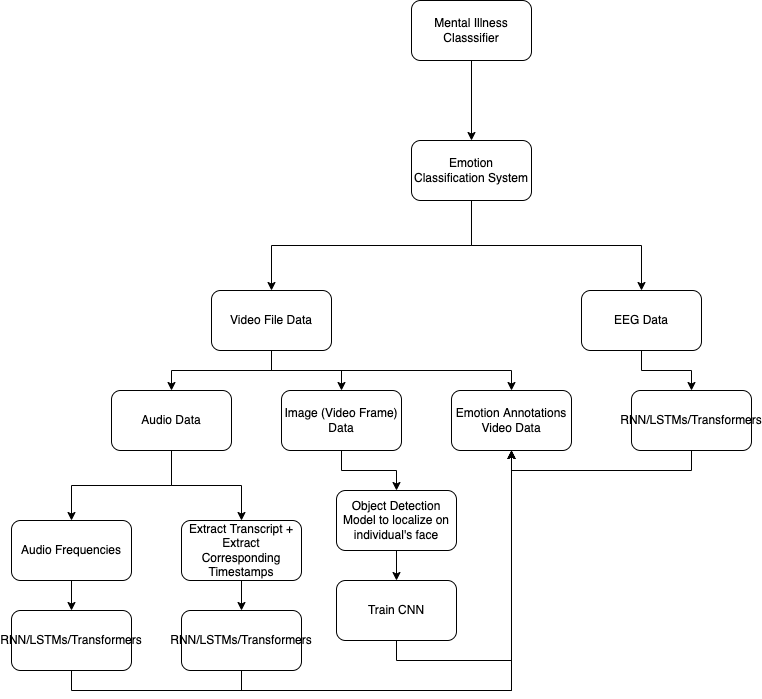 Mental Illness
Classsifier
Emotion
Classification System
Video File Data
EEG Data
Audio Data
Image (Video Frame)
Data
Emotion Annotations
Video Data
RNN/LSTMs/Transformers
Object Detection
Model to localize on
individual's face
Audio Frequencies
Extract Transcript +
Extract
Corresponding
Timestamps
Train CNN
RNN/LSTMs/Transformers
RNN/LSTMs/Transformers